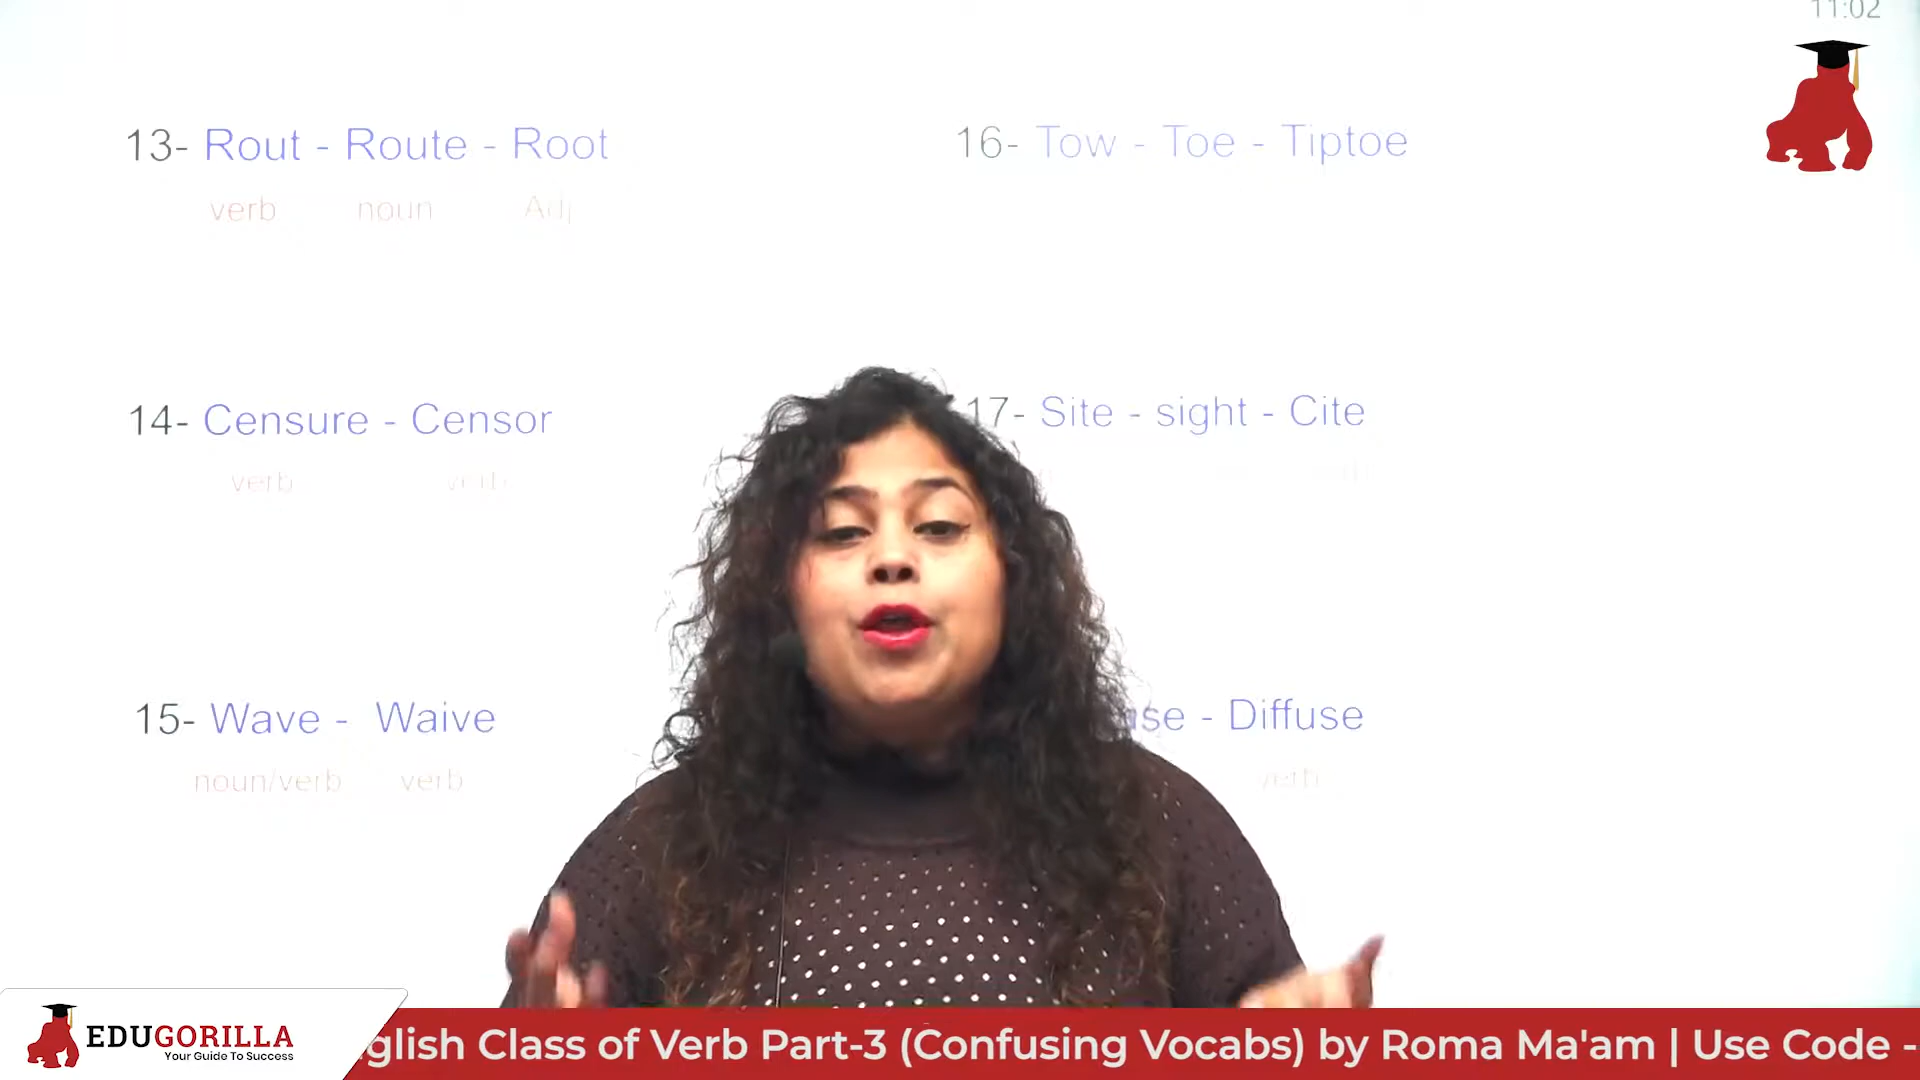 11:02
13- Rout - Route - Root
verb noun Adj
14- Censure - Censor
verb verb
15- Wave - Waive
noun/verb verb
16- Tow - Toe - Tiptoe
17- Site - sight - Cite
- Diffuse
verb
EDUGORILLA
Your Guide To Success
Class of Verb Part-3 (Confusing Vocabs) by Roma Ma'am | Use Code -